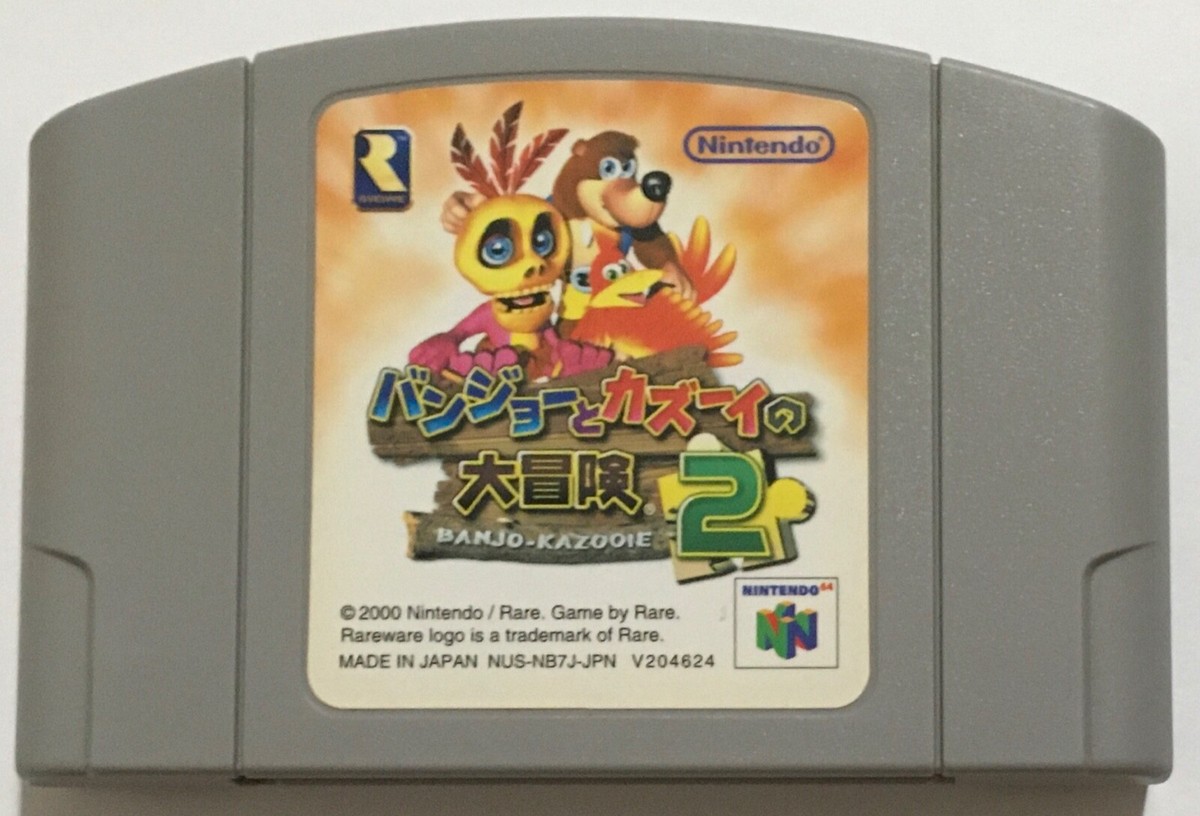 RAREWARE
Nintendo®
バンジョーとカズーイの
大冒険2
BANJO-KAZOOIE
NINTENDO64
© 2000 Nintendo / Rare. Game by Rare.
Rareware logo is a trademark of Rare.
MADE IN JAPAN NUS-NB7J-JPN V204624